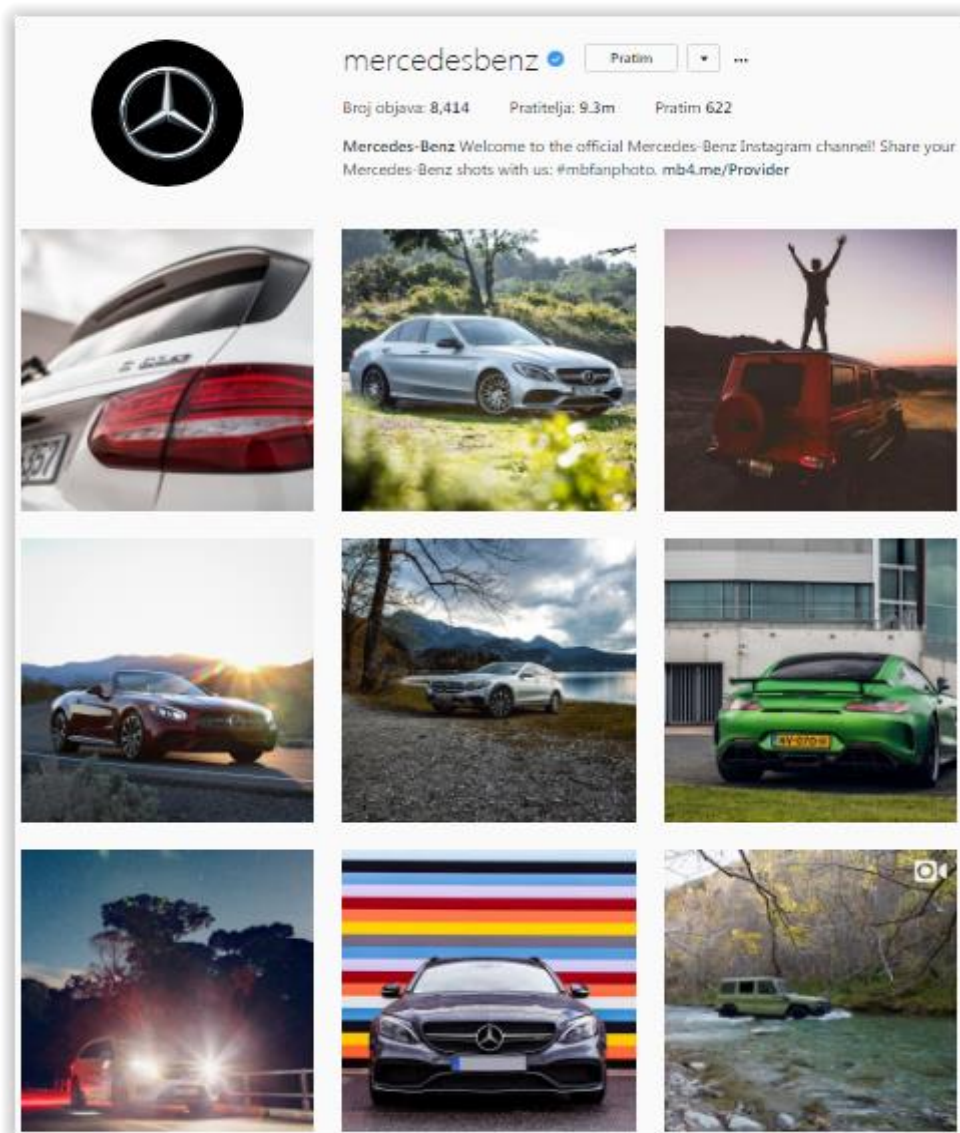 mercedesbenz Pratim
Broj objava: 8,414 Pratitelja: 9.3m Pratim 622
Mercedes-Benz Welcome to the official Mercedes-Benz Instagram channel! Share your
Mercedes-Benz shots with us: #mbfanphoto. mb4.me/Provider